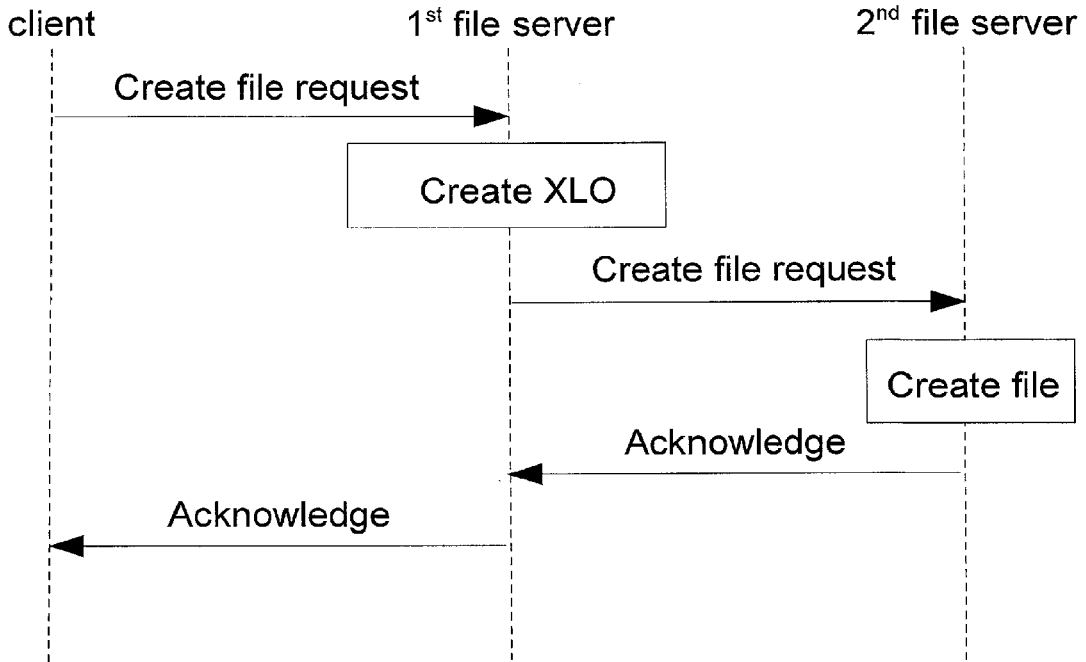 client
1st file server
2nd file server
Create file request
Create XLO
Create file request
Create file
Acknowledge
Acknowledge